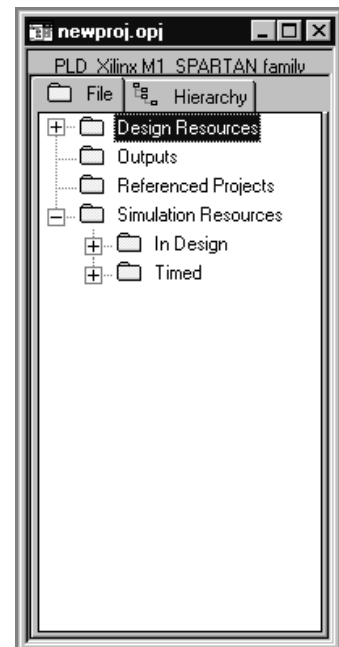 newproj.opj
PLD Xilinx M1 SPARTAN family
File Hierarchy
Design Resources
Outputs
Referenced Projects
Simulation Resources
In Design
Timed